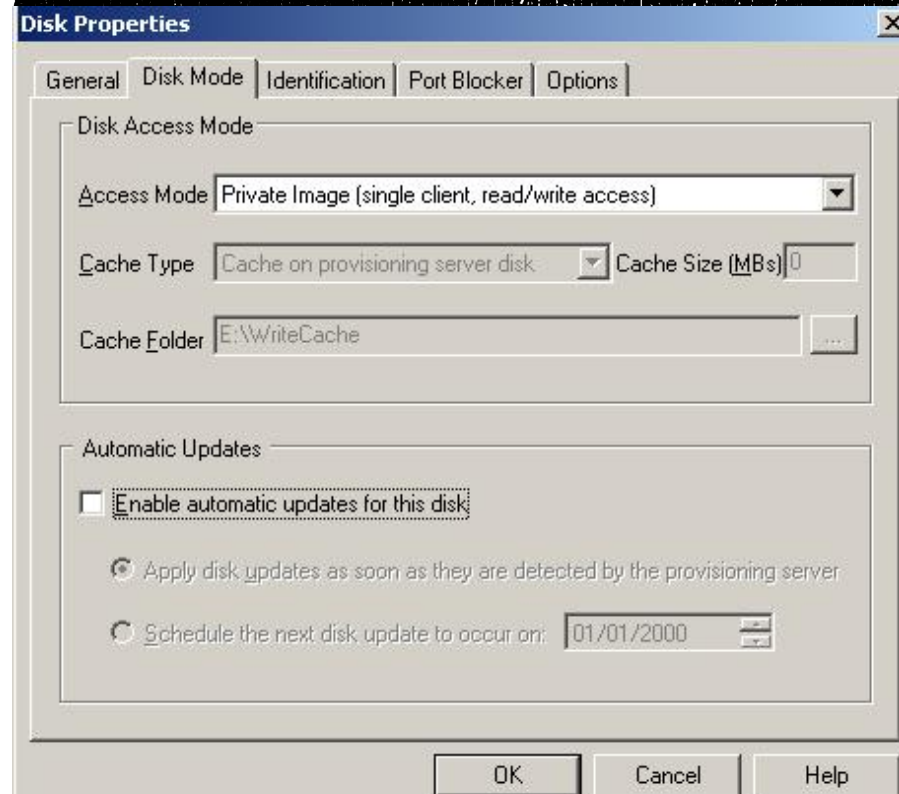 Disk Properties
General Disk Mode Identification Port Blocker Options
Disk Access Mode
Access Mode Private Image (single client, read/write access)
Cache Type Cache on provisioning server disk Cache Size (MBs) 0
Cache Folder E:\WriteCache ...
Automatic Updates
Enable automatic updates for this disk
Apply disk updates as soon as they are detected by the provisioning server
Schedule the next disk update to occur on: 01/01/2000
OK Cancel Help